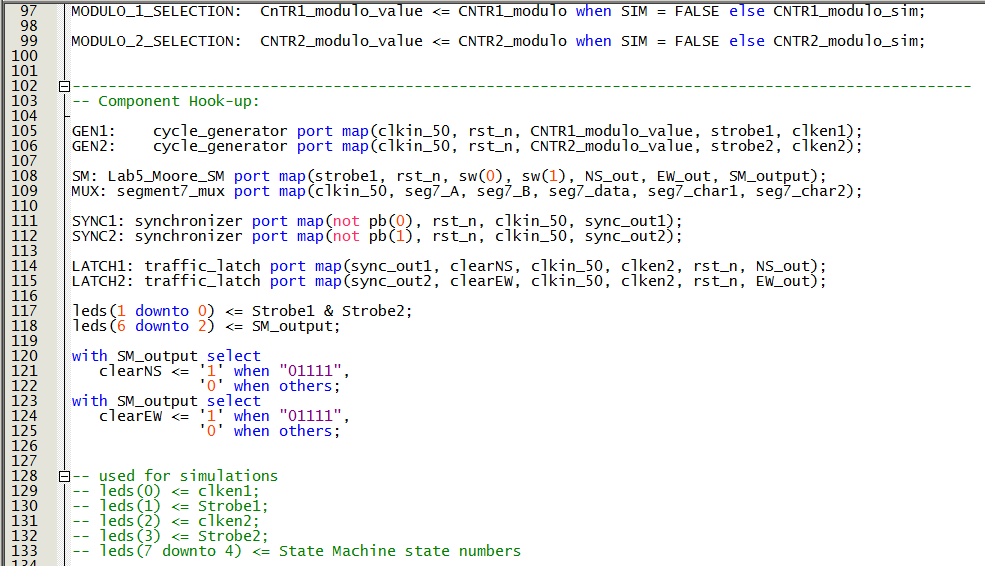 97 MODULO_1_SELECTION:  CnTR1_modulo_value <= CNTR1_modulo when SIM = FALSE else CNTR1_modulo_sim;
98
99 MODULO_2_SELECTION:  CNTR2_modulo_value <= CNTR2_modulo when SIM = FALSE else CNTR2_modulo_sim;
100
101
102 ----------------------------------------------------------------------------------------------------
103 -- Component Hook-up:
104
105 GEN1:    cycle_generator port map(clkin_50, rst_n, CNTR1_modulo_value, strobe1, clken1);
106 GEN2:    cycle_generator port map(clkin_50, rst_n, CNTR2_modulo_value, strobe2, clken2);
107
108 SM: Lab5_Moore_SM port map(strobe1, rst_n, sw(0), sw(1), NS_out, EW_out, SM_output);
109 MUX: segment7_mux port map(clkin_50, seg7_A, seg7_B, seg7_data, seg7_char1, seg7_char2);
110
111 SYNC1: synchronizer port map(not pb(0), rst_n, clkin_50, sync_out1);
112 SYNC2: synchronizer port map(not pb(1), rst_n, clkin_50, sync_out2);
113
114 LATCH1: traffic_latch port map(sync_out1, clearNS, clkin_50, clken2, rst_n, NS_out);
115 LATCH2: traffic_latch port map(sync_out2, clearEW, clkin_50, clken2, rst_n, EW_out);
116
117 leds(1 downto 0) <= Strobe1 & Strobe2;
118 leds(6 downto 2) <= SM_output;
119
120 with SM_output select
121    clearNS <= '1' when "01111",
122               '0' when others;
123 with SM_output select
124    clearEW <= '1' when "01111",
125               '0' when others;
126
127
128 -- used for simulations
129 -- leds(0) <= clken1;
130 -- leds(1) <= Strobe1;
131 -- leds(2) <= clken2;
132 -- leds(3) <= Strobe2;
133 -- leds(7 downto 4) <= State Machine state numbers
134